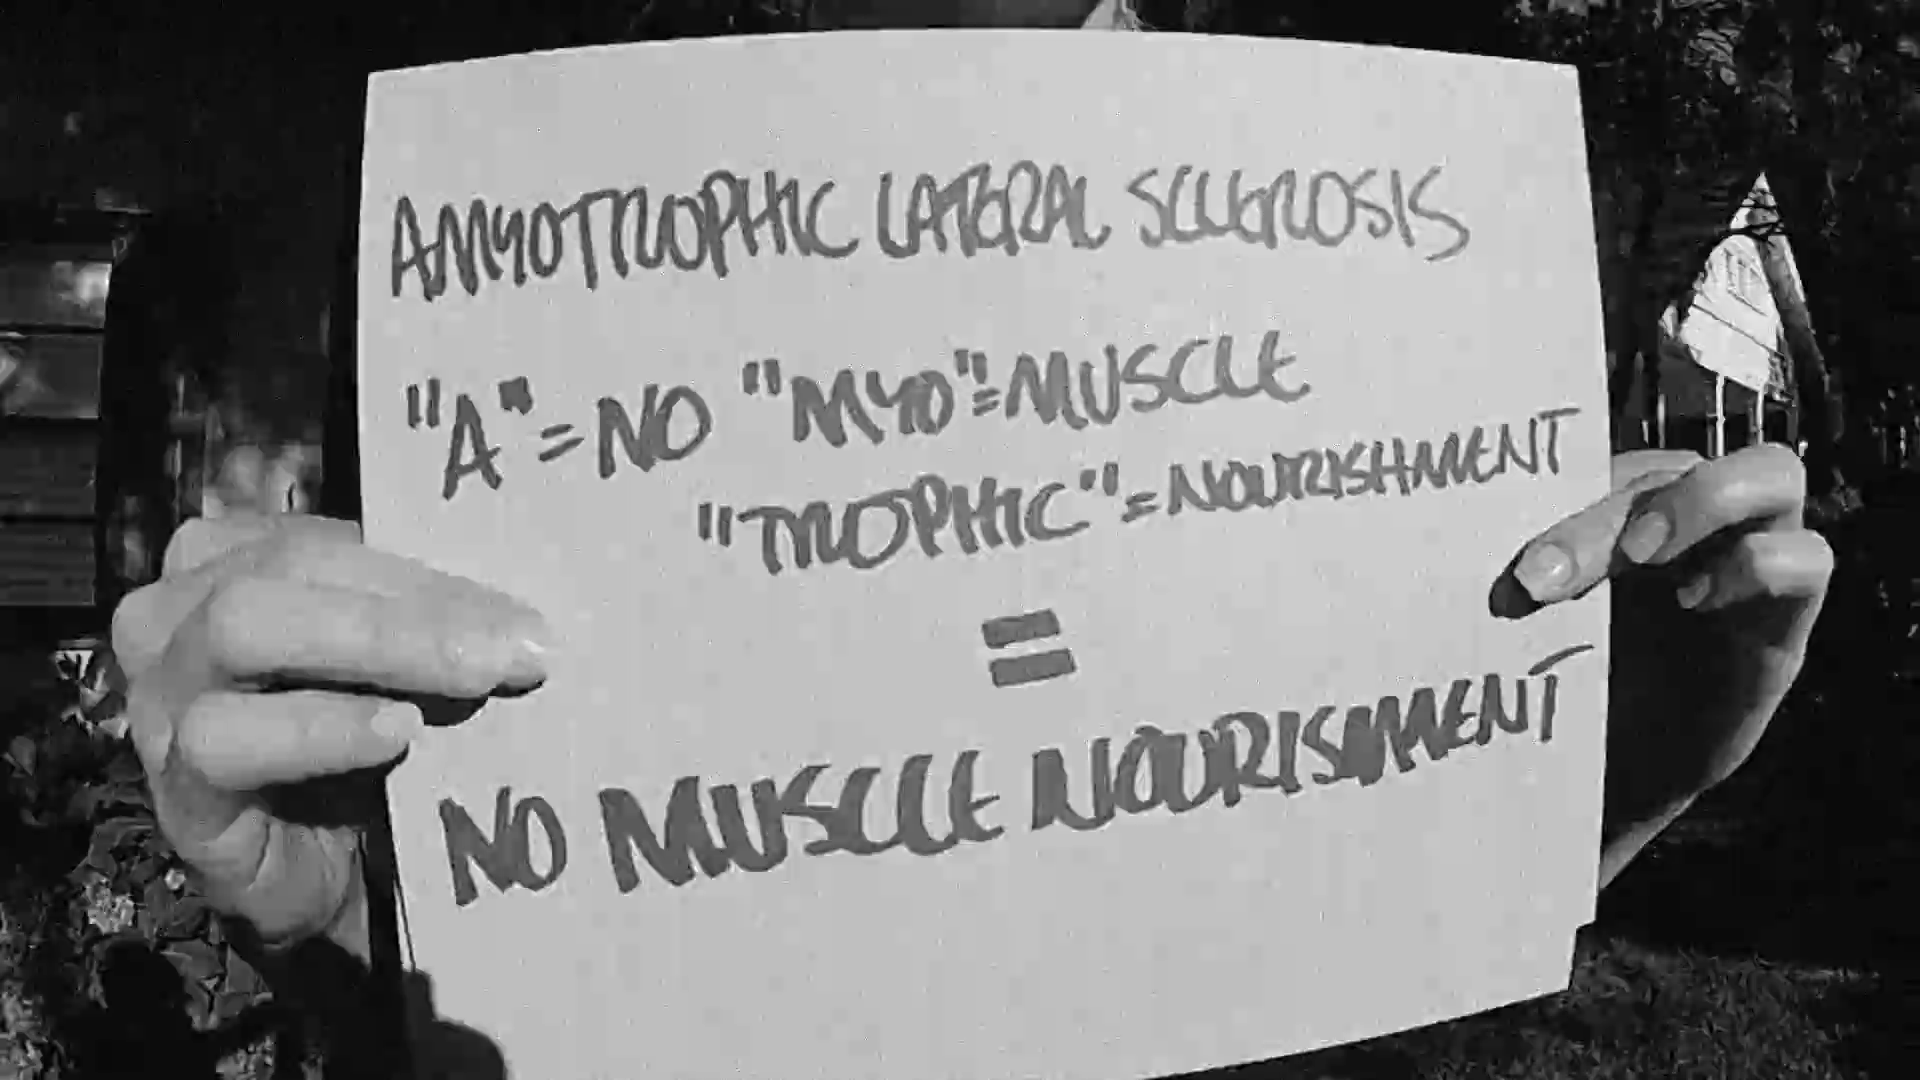 AMYOTROPHIC LATERAL SCLEROSIS
"A"=NO "MYO"=MUSCLE
"TROPHIC"=NOURISHMENT
=
NO MUSCLE NOURISHMENT